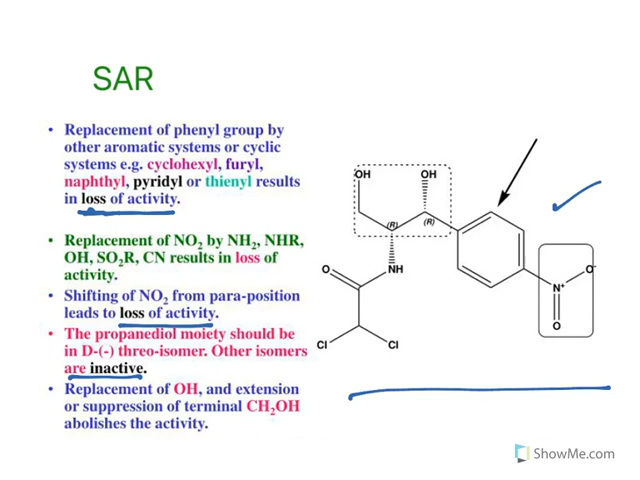 SAR
• Replacement of phenyl group by
other aromatic systems or cyclic
systems e.g. cyclohexyl, furyl,
naphthyl, pyridyl or thienyl results
in loss of activity.
• Replacement of NO₂ by NH₂, NHR,
OH, SO₂R, CN results in loss of
activity.
• Shifting of NO₂ from para-position
leads to loss of activity.
• The propanediol moiety should be
in D-(-) threo-isomer. Other isomers
are inactive.
• Replacement of OH, and extension
or suppression of terminal CH₂OH
abolishes the activity.
OH OH
(R) (R)
O NH N⁺ O⁻
O
Cl Cl
ShowMe.com